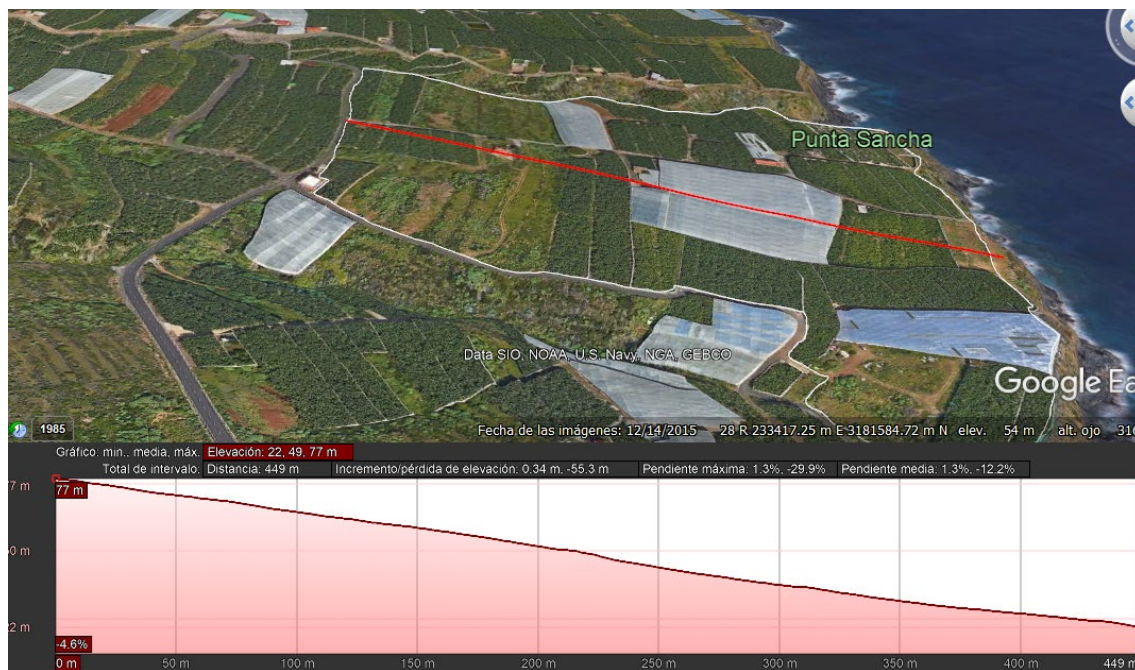 Punta Sancha
Data SIO, NOAA, U.S. Navy, NGA, GEBCO
Google Ea
1985
Fecha de las imágenes: 12/14/2015 28 R 233417.25 m E 3181584.72 m N elev. 54 m alt. ojo 316
Gráfico: min., media, máx. Elevación: 22, 49, 77 m
Total de intervalo: Distancia: 449 m Incremento/pérdida de elevación: 0.34 m, -55.3 m Pendiente máxima: 1.3%, -29.9% Pendiente media: 1.3%, -12.2%
7 m
77 m
0 m
2 m
-4.6%
0 m 50 m 100 m 150 m 200 m 250 m 300 m 350 m 400 m 449 m